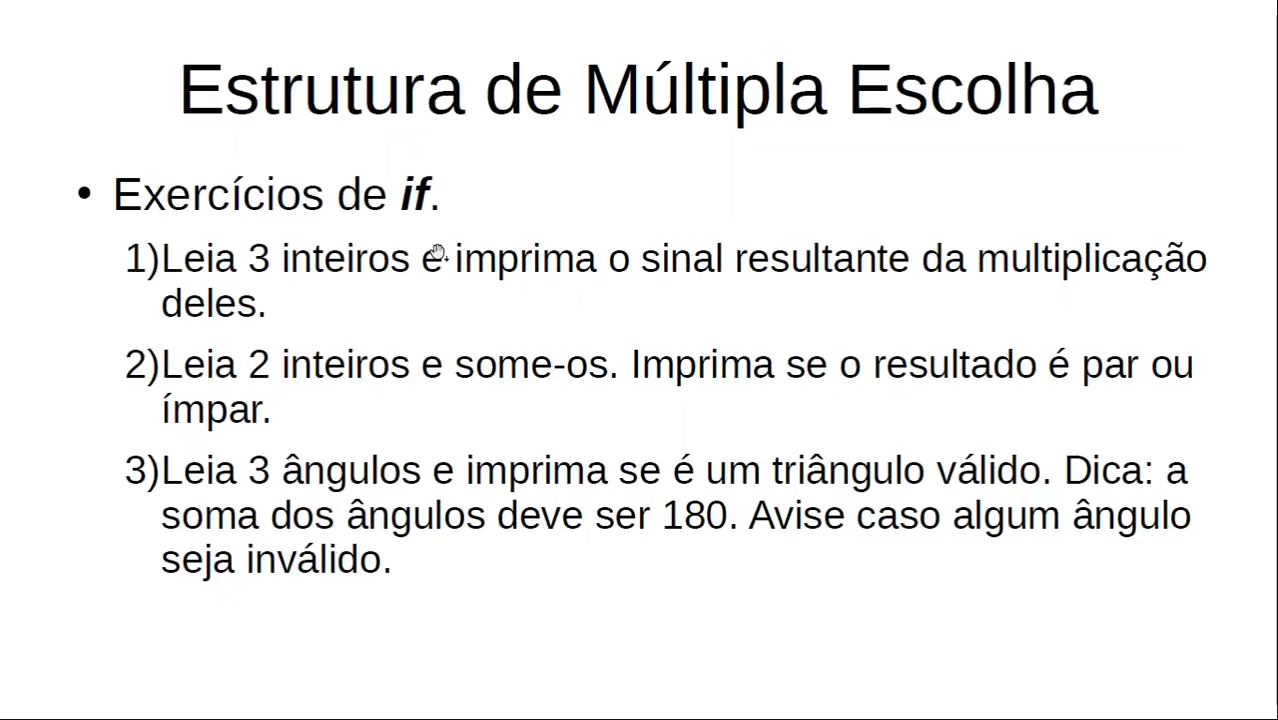 Estrutura de Múltipla Escolha
• Exercícios de if.
1)Leia 3 inteiros e imprima o sinal resultante da multiplicação
deles.
2)Leia 2 inteiros e some-os. Imprima se o resultado é par ou
ímpar.
3)Leia 3 ângulos e imprima se é um triângulo válido. Dica: a
soma dos ângulos deve ser 180. Avise caso algum ângulo
seja inválido.